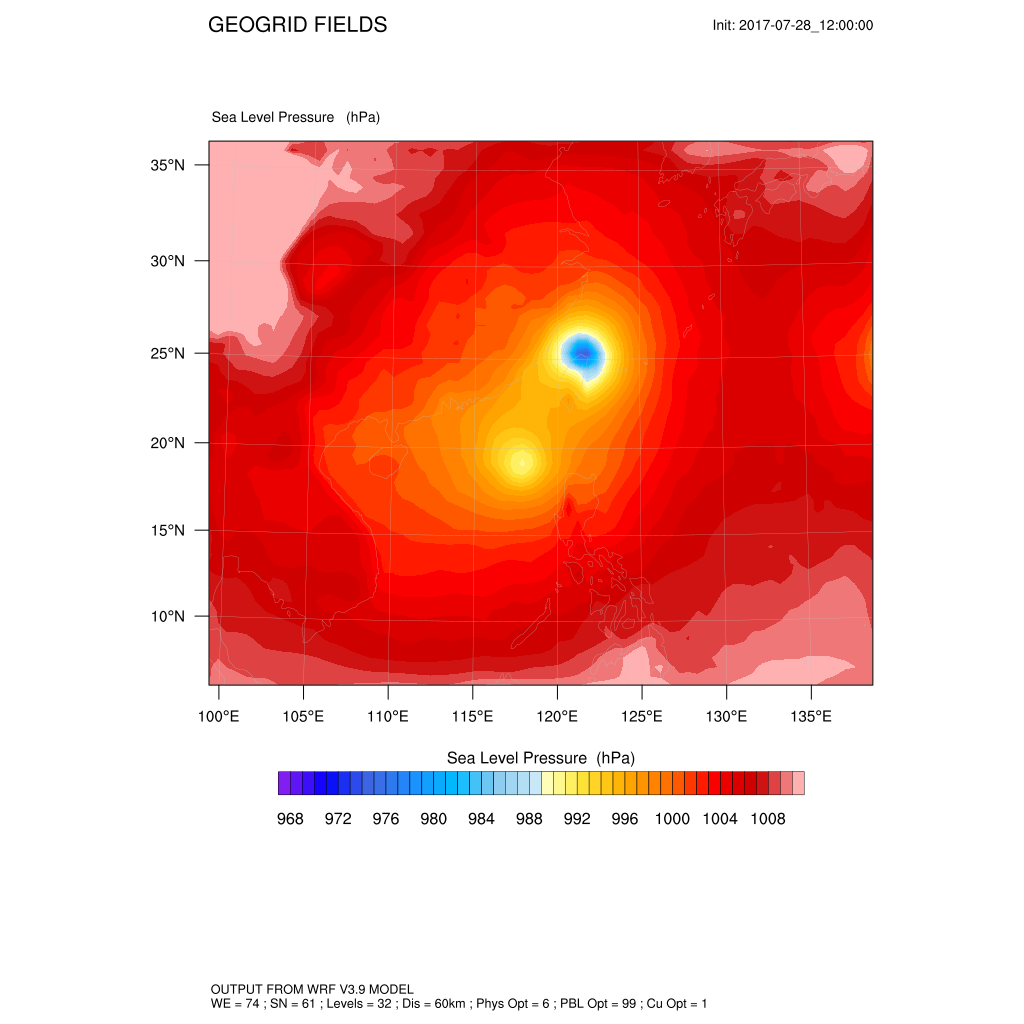 GEOGRID FIELDS
Init: 2017-07-28_12:00:00
Sea Level Pressure (hPa)
35°N
30°N
25°N
20°N
15°N
10°N
100°E 105°E 110°E 115°E 120°E 125°E 130°E 135°E
Sea Level Pressure (hPa)
968 972 976 980 984 988 992 996 1000 1004 1008
OUTPUT FROM WRF V3.9 MODEL
WE = 74 ; SN = 61 ; Levels = 32 ; Dis = 60km ; Phys Opt = 6 ; PBL Opt = 99 ; Cu Opt = 1